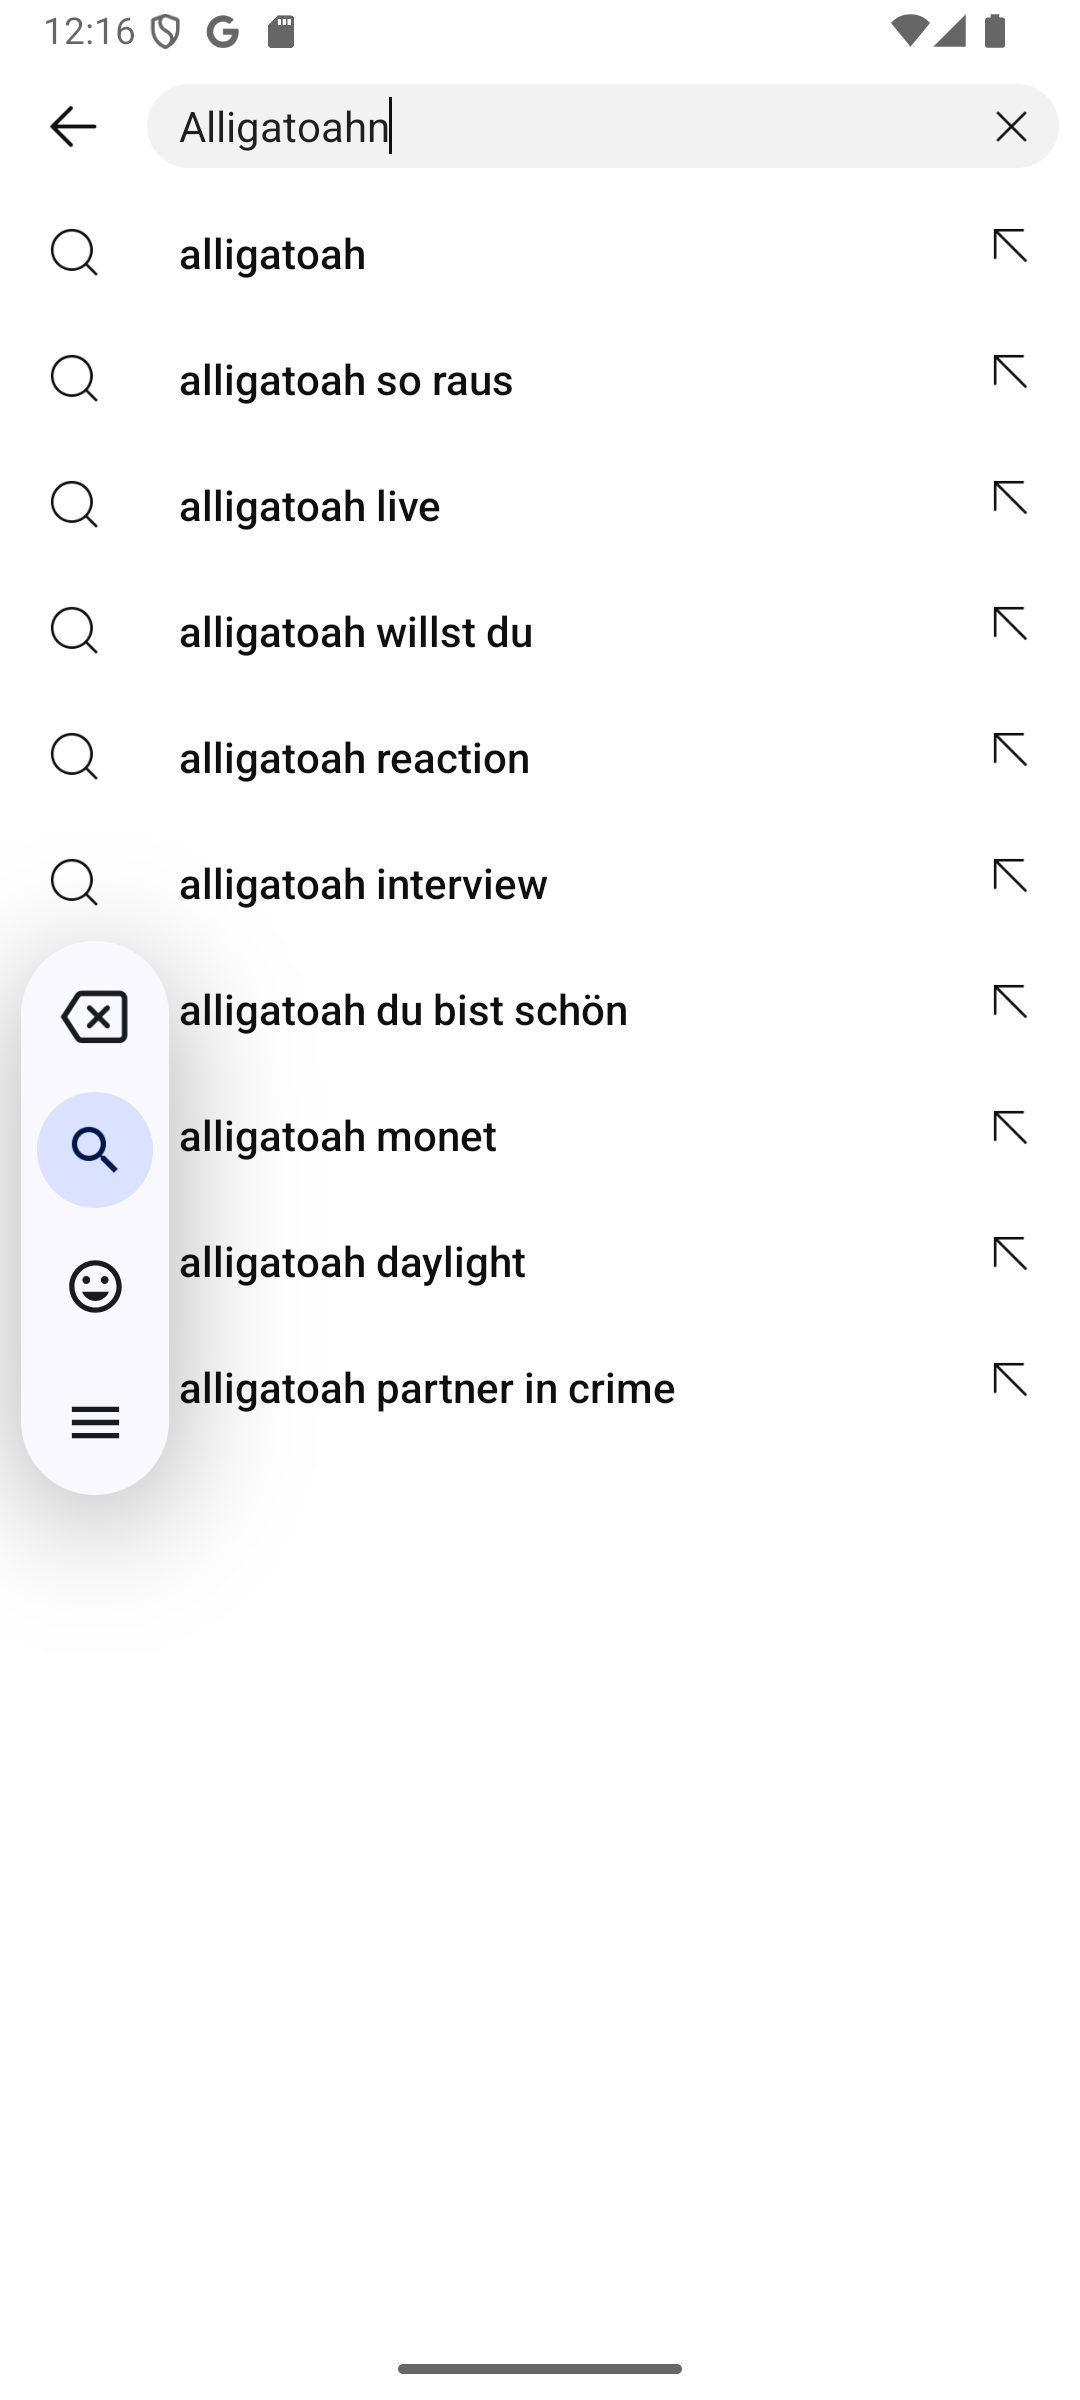 12:16
Alligatoahn
alligatoah
alligatoah so raus
alligatoah live
alligatoah willst du
alligatoah reaction
alligatoah interview
alligatoah du bist schön
alligatoah monet
alligatoah daylight
alligatoah partner in crime